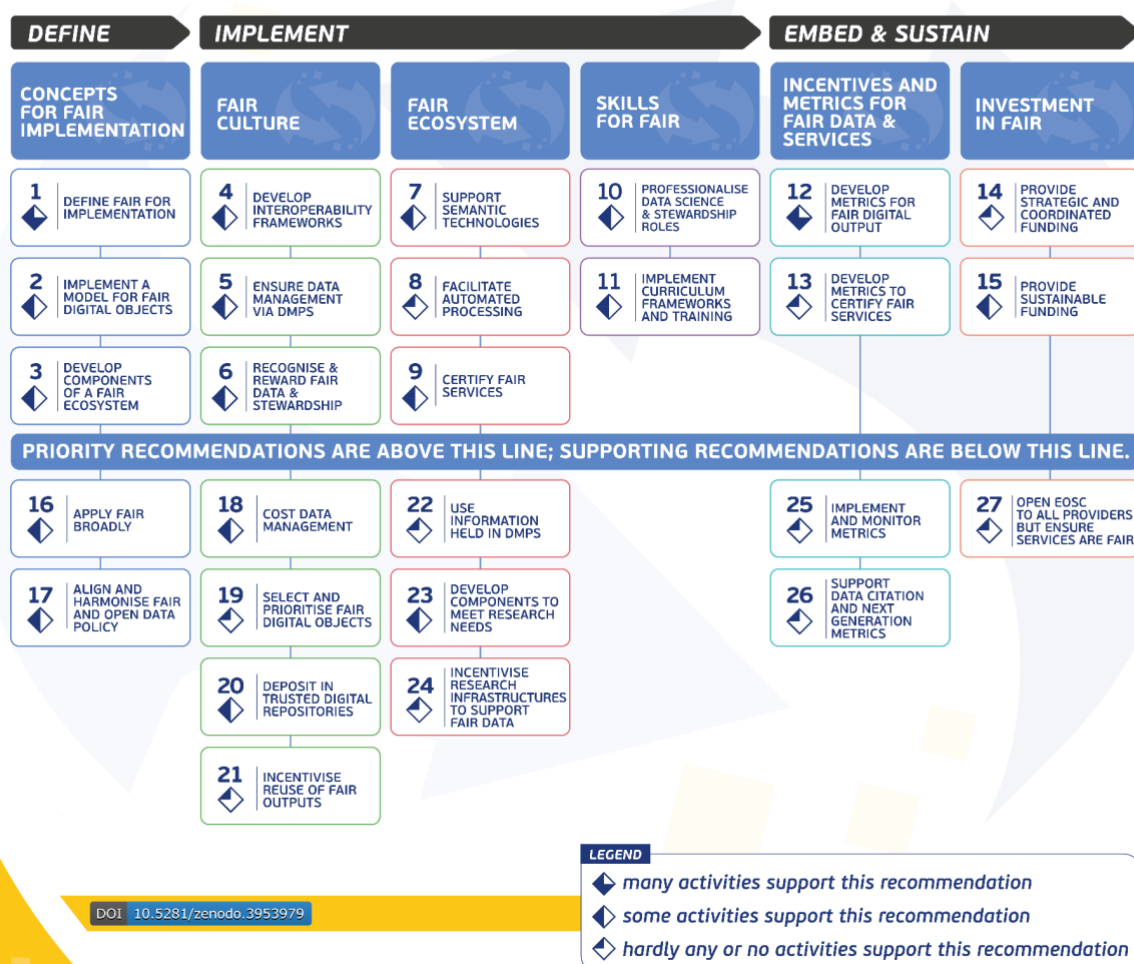 DEFINE
IMPLEMENT
EMBED & SUSTAIN
CONCEPTS
FOR FAIR
IMPLEMENTATION
FAIR
CULTURE
FAIR
ECOSYSTEM
SKILLS
FOR FAIR
INCENTIVES AND
METRICS FOR
FAIR DATA &
SERVICES
INVESTMENT
IN FAIR
1
DEFINE FAIR FOR
IMPLEMENTATION
4
DEVELOP
INTEROPERABILITY
FRAMEWORKS
7
SUPPORT
SEMANTIC
TECHNOLOGIES
10
PROFESSIONALISE
DATA SCIENCE
& STEWARDSHIP
ROLES
12
DEVELOP
METRICS FOR
FAIR DIGITAL
OUTPUT
14
PROVIDE
STRATEGIC AND
COORDINATED
FUNDING
2
IMPLEMENT A
MODEL FOR FAIR
DIGITAL OBJECTS
5
ENSURE DATA
MANAGEMENT
VIA DMPS
8
FACILITATE
AUTOMATED
PROCESSING
11
IMPLEMENT
CURRICULUM
FRAMEWORKS
AND TRAINING
13
DEVELOP
METRICS TO
CERTIFY FAIR
SERVICES
15
PROVIDE
SUSTAINABLE
FUNDING
3
DEVELOP
COMPONENTS
OF A FAIR
ECOSYSTEM
6
RECOGNISE &
REWARD FAIR
DATA &
STEWARDSHIP
9
CERTIFY FAIR
SERVICES
PRIORITY RECOMMENDATIONS ARE ABOVE THIS LINE; SUPPORTING RECOMMENDATIONS ARE BELOW THIS LINE.
16
APPLY FAIR
BROADLY
18
COST DATA
MANAGEMENT
22
USE
INFORMATION
HELD IN DMPS
25
IMPLEMENT
AND MONITOR
METRICS
27
OPEN EOSC
TO ALL PROVIDERS
BUT ENSURE
SERVICES ARE FAIR
17
ALIGN AND
HARMONISE FAIR
AND OPEN DATA
POLICY
19
SELECT AND
PRIORITISE FAIR
DIGITAL OBJECTS
23
DEVELOP
COMPONENTS TO
MEET RESEARCH
NEEDS
26
SUPPORT
DATA CITATION
AND NEXT
GENERATION
METRICS
20
DEPOSIT IN
TRUSTED DIGITAL
REPOSITORIES
24
INCENTIVISE
RESEARCH
INFRASTRUCTURES
TO SUPPORT
FAIR DATA
21
INCENTIVISE
REUSE OF FAIR
OUTPUTS
LEGEND
many activities support this recommendation
some activities support this recommendation
hardly any or no activities support this recommendation
DOI 10.5281/zenodo.3953979